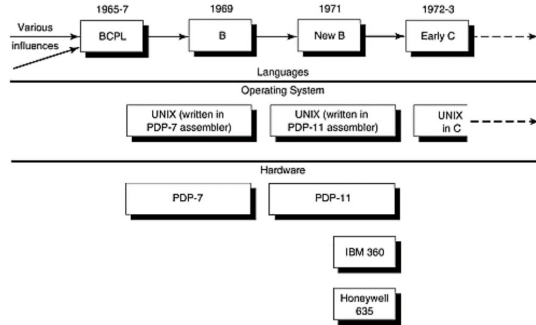 1965-7 1969 1971 1972-3
Various
influences
BCPL B New B Early C
Languages
Operating System
UNIX (written in
PDP-7 assembler)
UNIX (written in
PDP-11 assembler)
UNIX
in C
Hardware
PDP-7 PDP-11
IBM 360
Honeywell
635